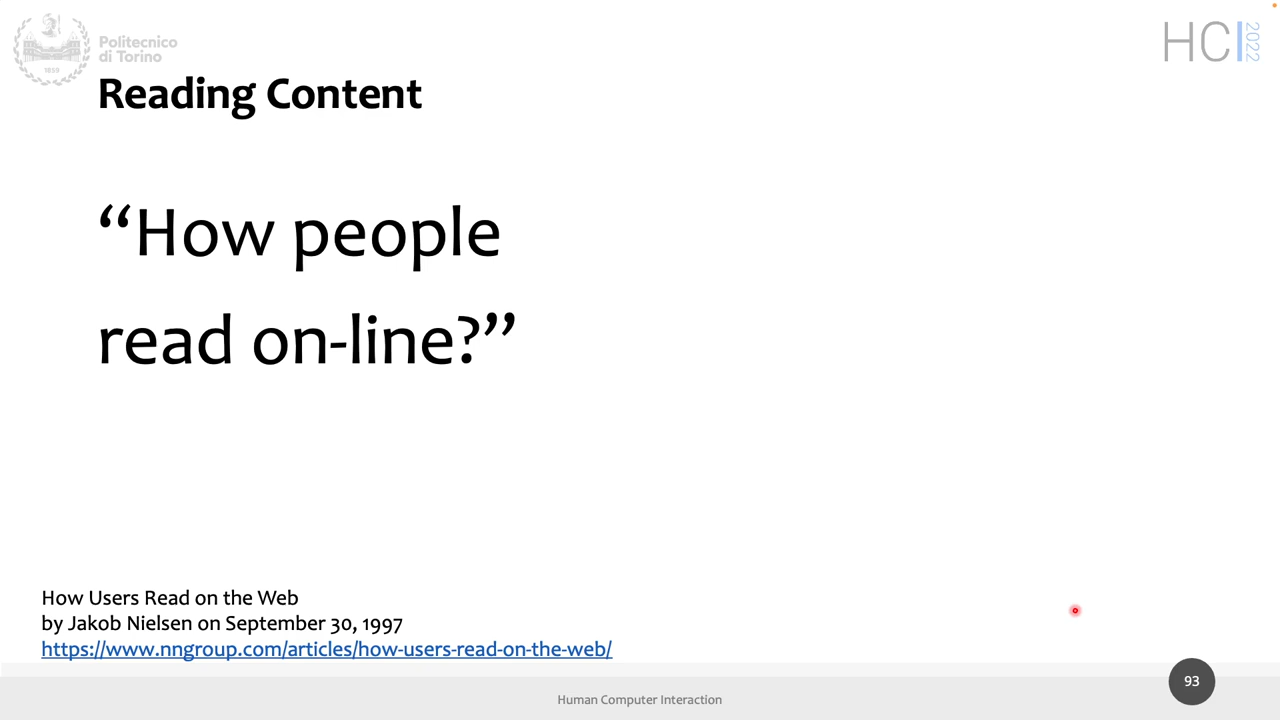 Politecnico
di Torino
1859
HCI 2022
Reading Content
“How people
read on-line?”
How Users Read on the Web
by Jakob Nielsen on September 30, 1997
https://www.nngroup.com/articles/how-users-read-on-the-web/
93
Human Computer Interaction